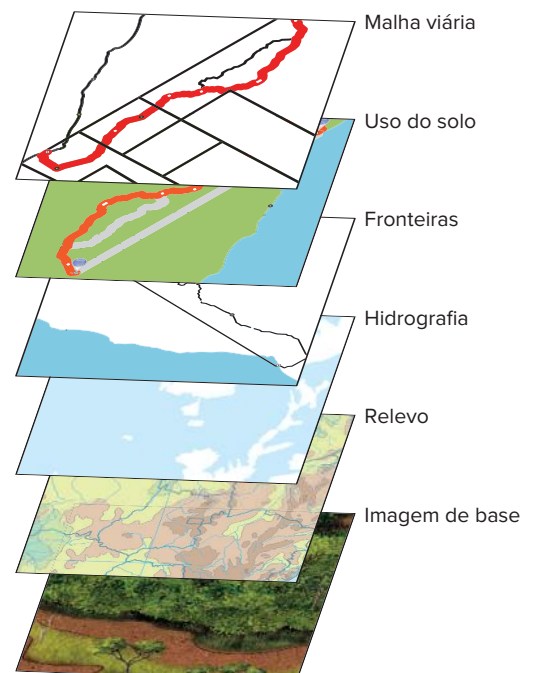 Malha viária
Uso do solo
Fronteiras
Hidrografia
Relevo
Imagem de base